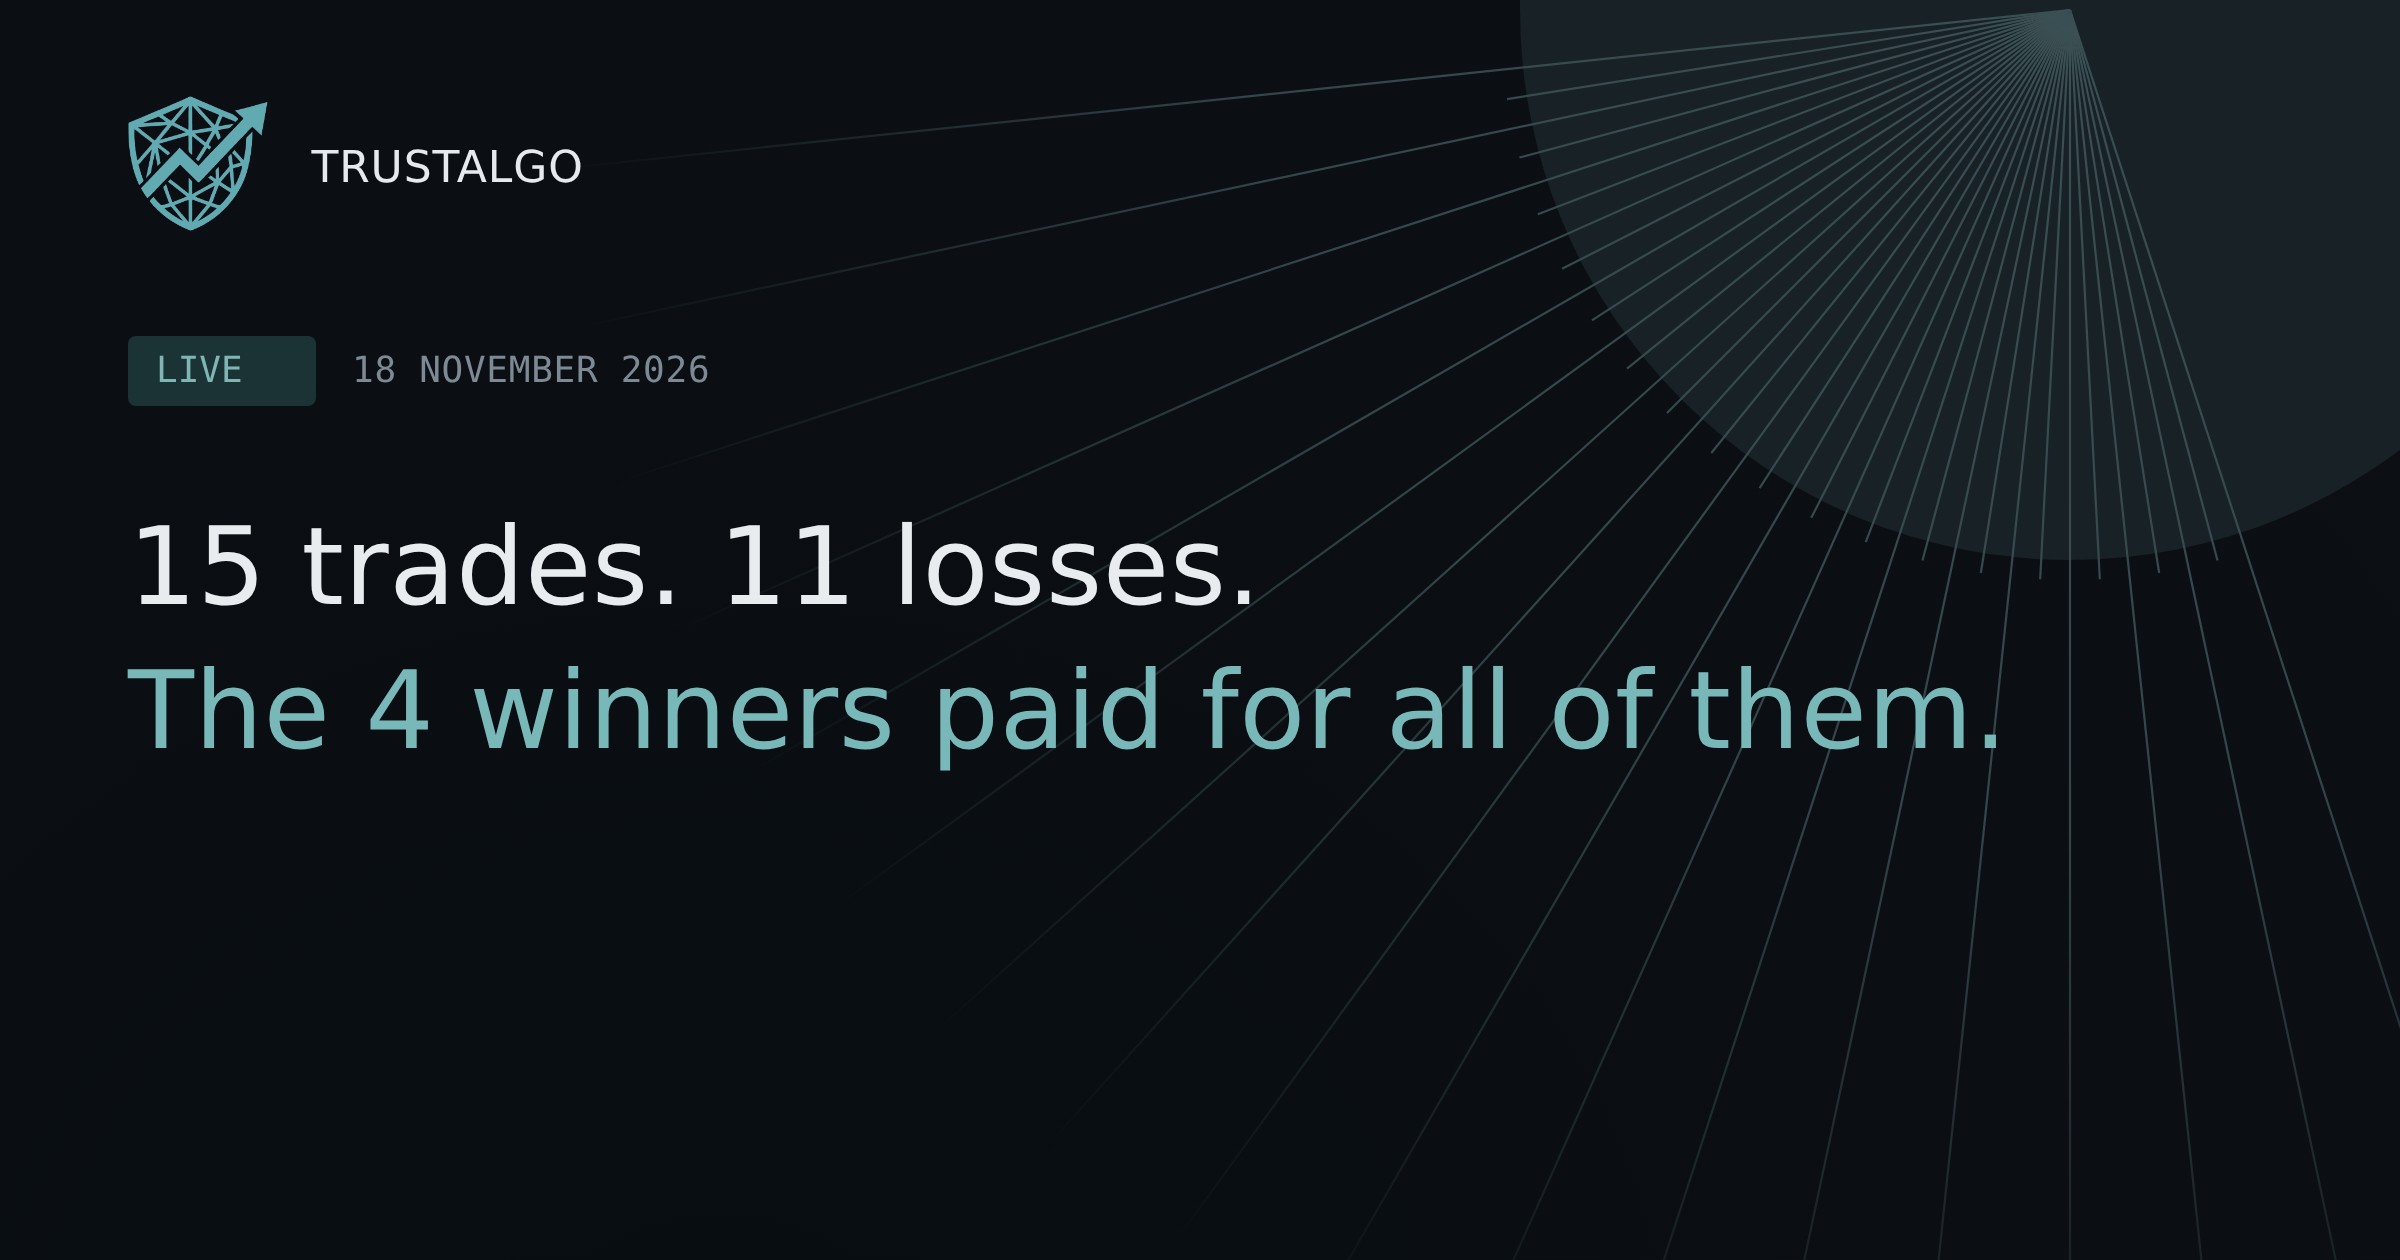 TRUSTALGO
LIVE 18 NOVEMBER 2026
15 trades. 11 losses.
The 4 winners paid for all of them.